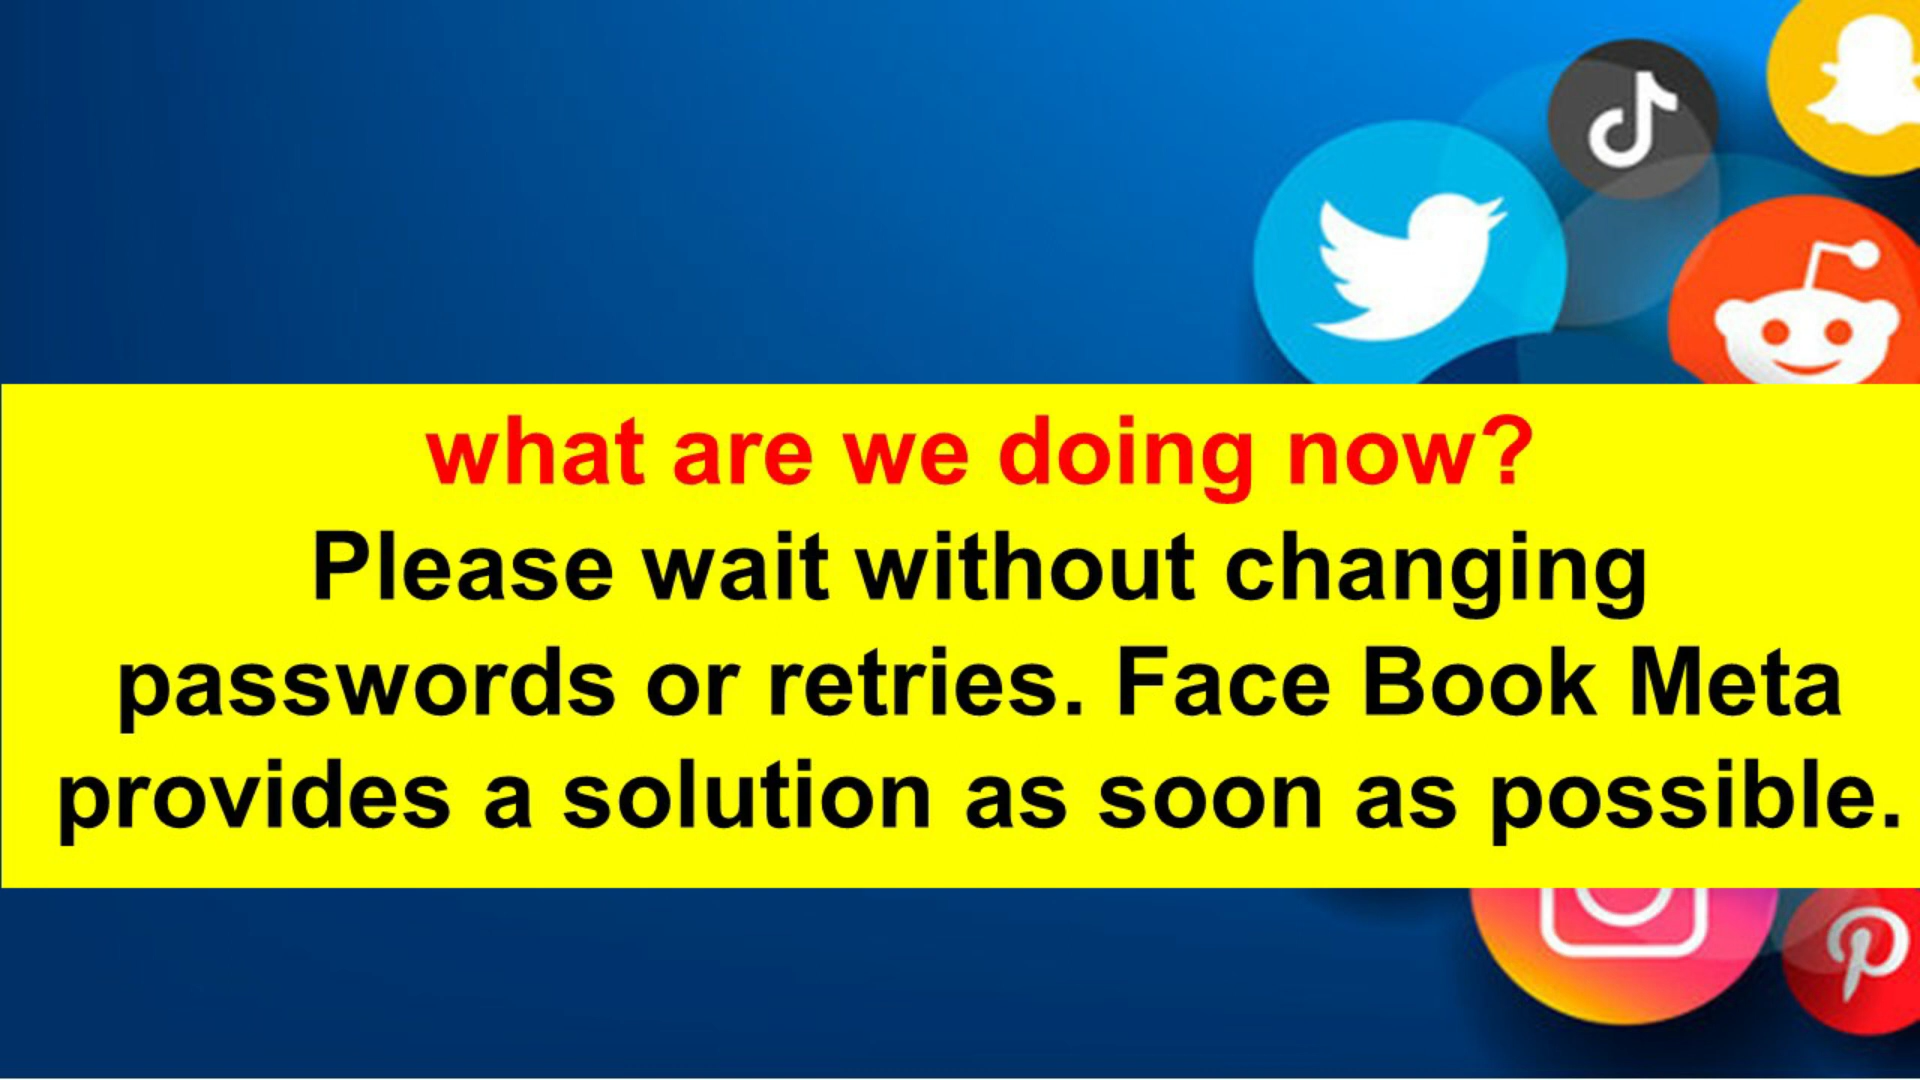 what are we doing now?
Please wait without changing
passwords or retries. Face Book Meta
provides a solution as soon as possible.